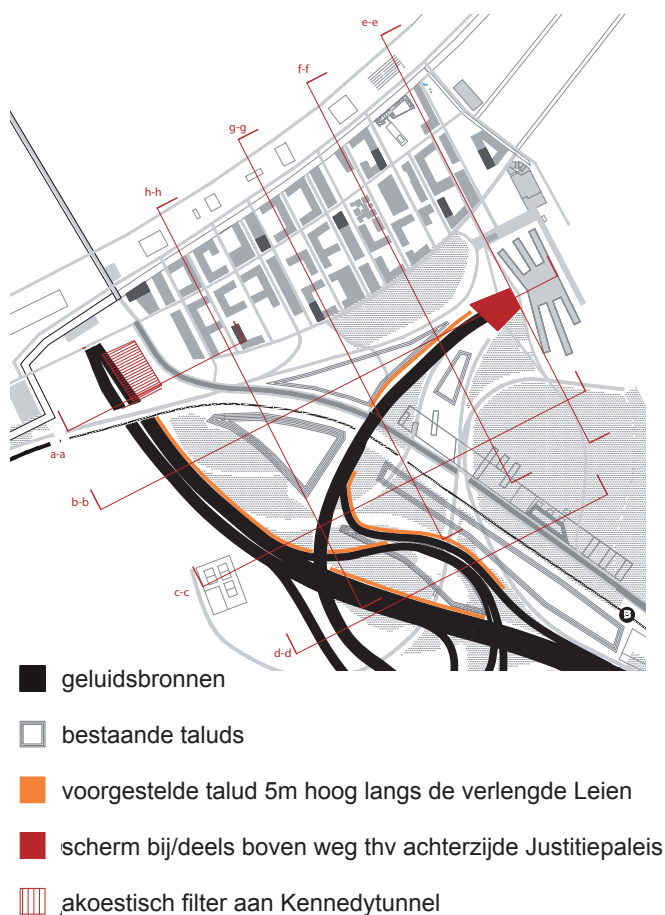 e-e
f-f
g-g
h-h
a-a
b-b
c-c
d-d
B
geluidsbronnen
bestaande taluds
voorgestelde talud 5m hoog langs de verlengde Leien
scherm bij/deels boven weg thv achterzijde Justitiepaleis
akoestisch filter aan Kennedytunnel